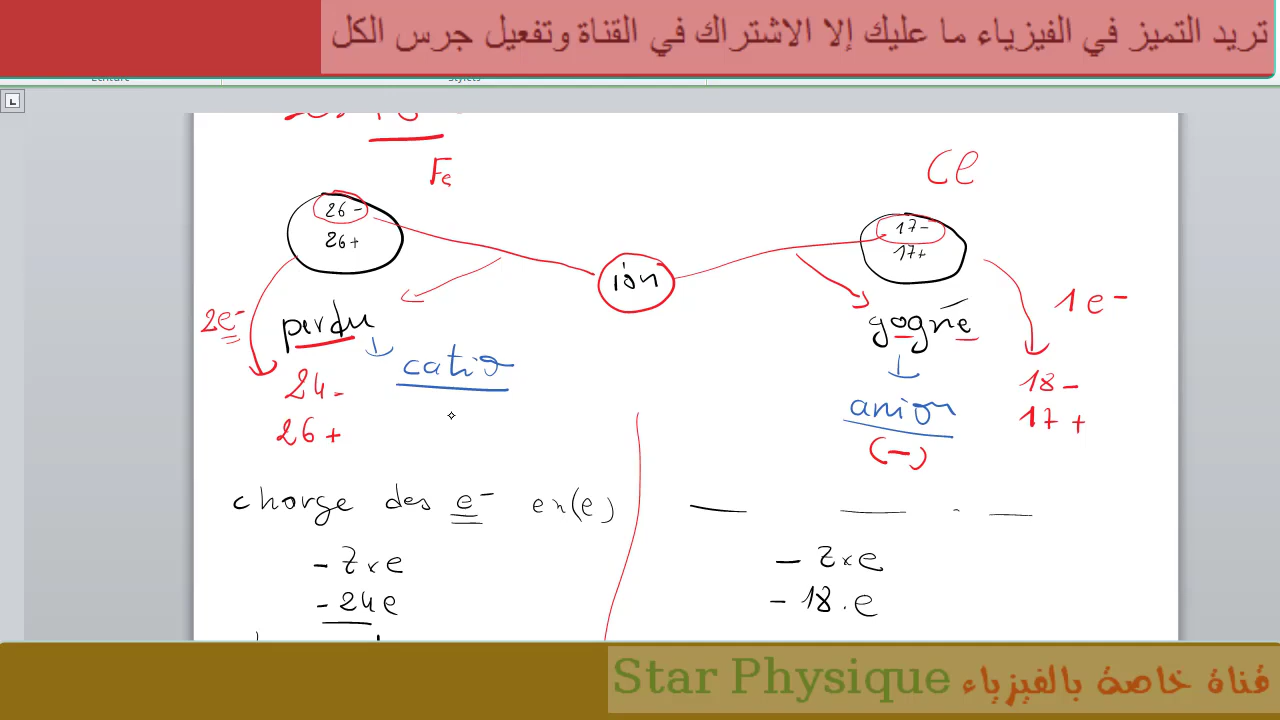 تريد التميز في الفيزياء ما عليك إلا الاشتراك في القناة وتفعيل جرس الكل
Fe
Cl
26-
26+
17-
17+
ion
2e-
perdu
gogné
1e-
cation
24-
26+
18-
17+
anion
(-)
charge des e- en(e)
- Z×e
- Z×e
- 24e
- 18.e
Star Physique قناة خاصة بالفيزياء